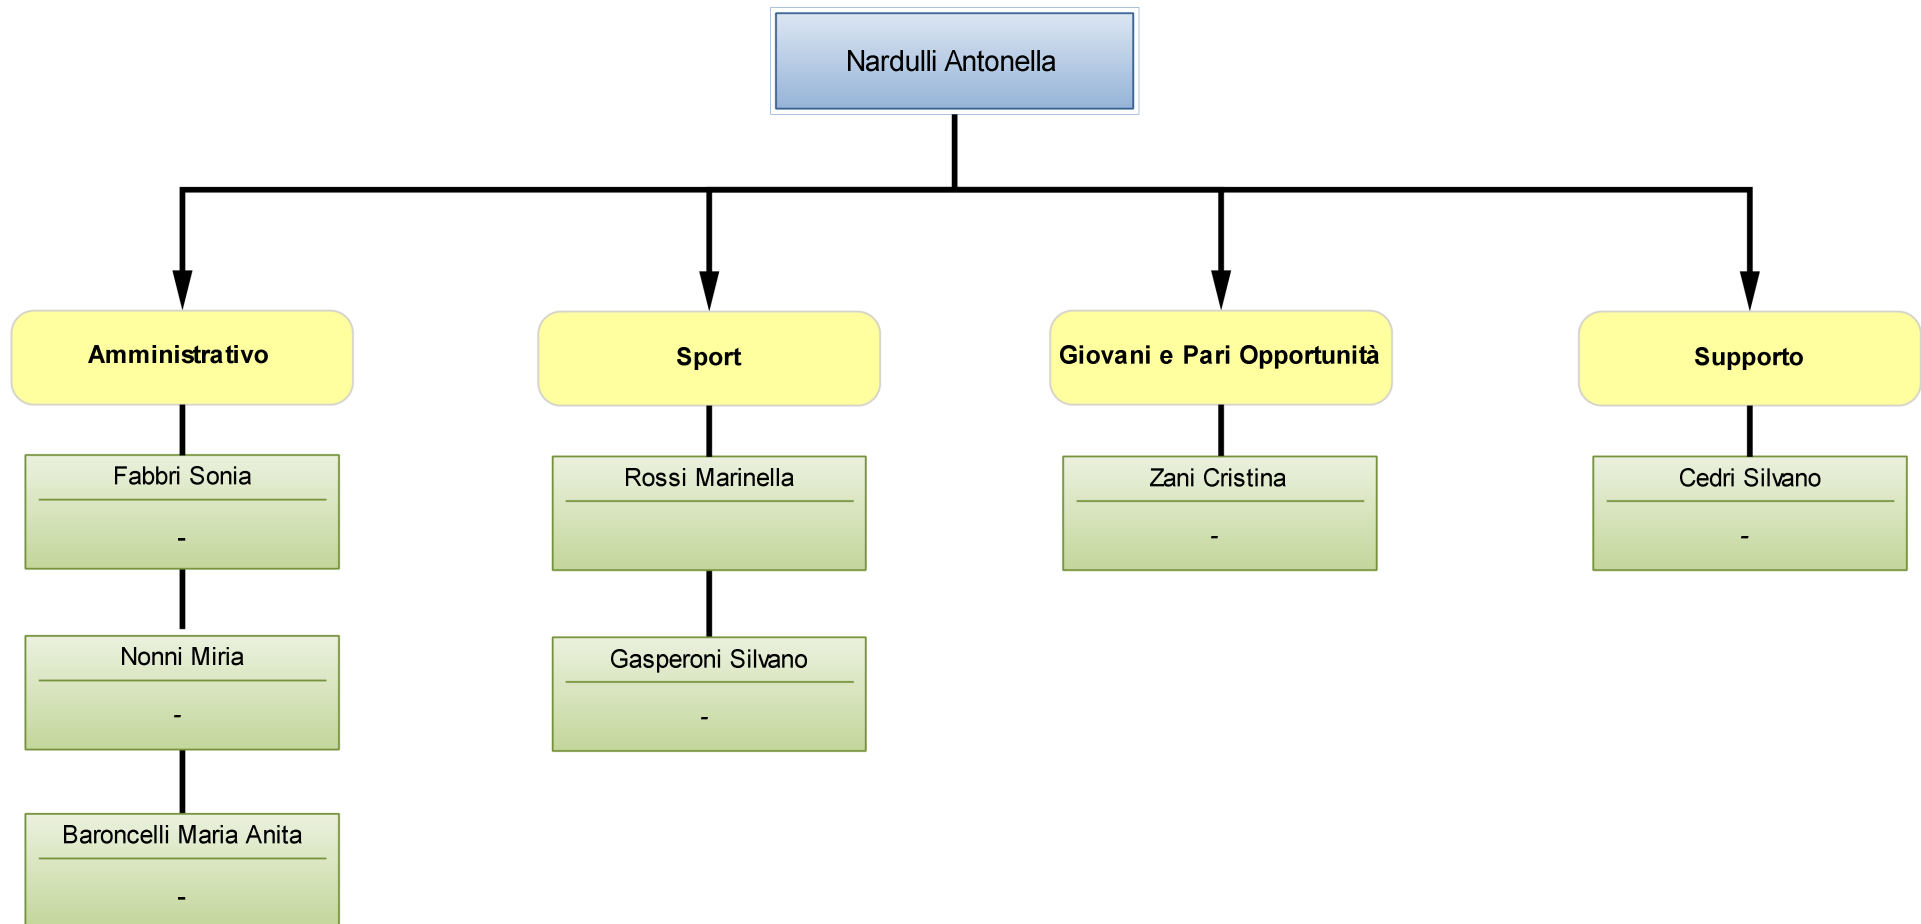 Nardulli Antonella
Amministrativo
Sport
Giovani e Pari Opportunità
Supporto
Fabbri Sonia
-
Rossi Marinella
Zani Cristina
-
Cedri Silvano
-
Nonni Miria
-
Gasperoni Silvano
-
Baroncelli Maria Anita
-